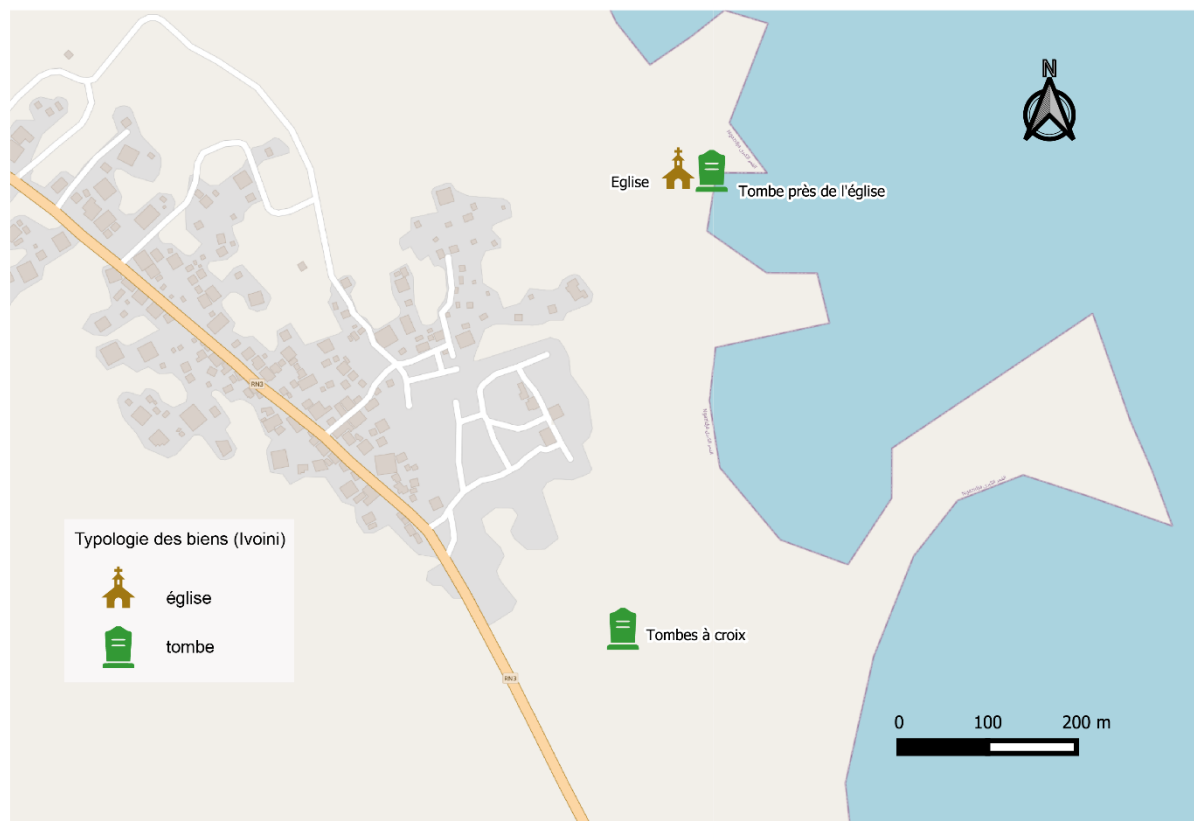 N
Eglise
Tombe près de l'église
RN3
Typologie des biens (Ivoini)
église
tombe
Tombes à croix
RN3
0 100 200 m